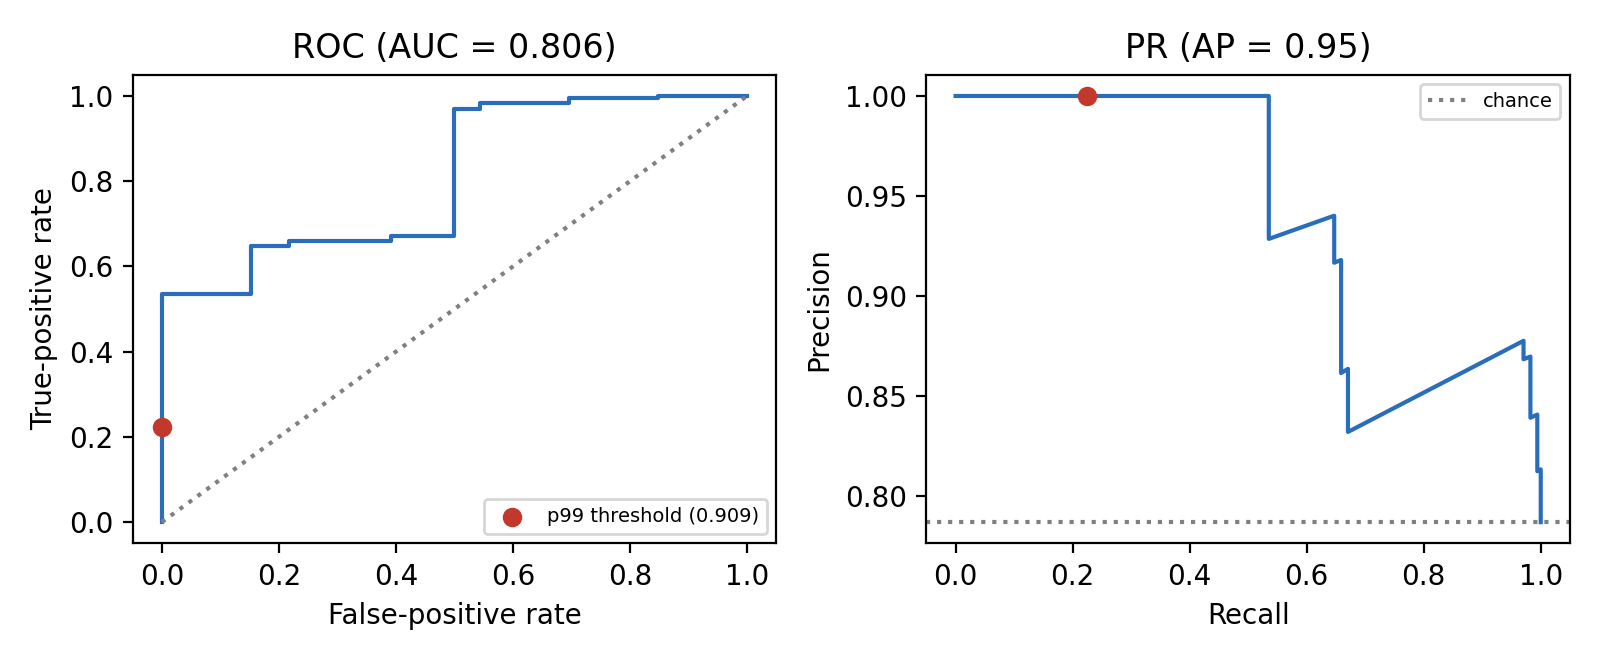 ROC (AUC = 0.806)
1.0
0.8
0.6
0.4
0.2
0.0
True-positive rate
p99 threshold (0.909)
0.0 0.2 0.4 0.6 0.8 1.0
False-positive rate
PR (AP = 0.95)
1.00
0.95
0.90
0.85
0.80
Precision
chance
0.0 0.2 0.4 0.6 0.8 1.0
Recall